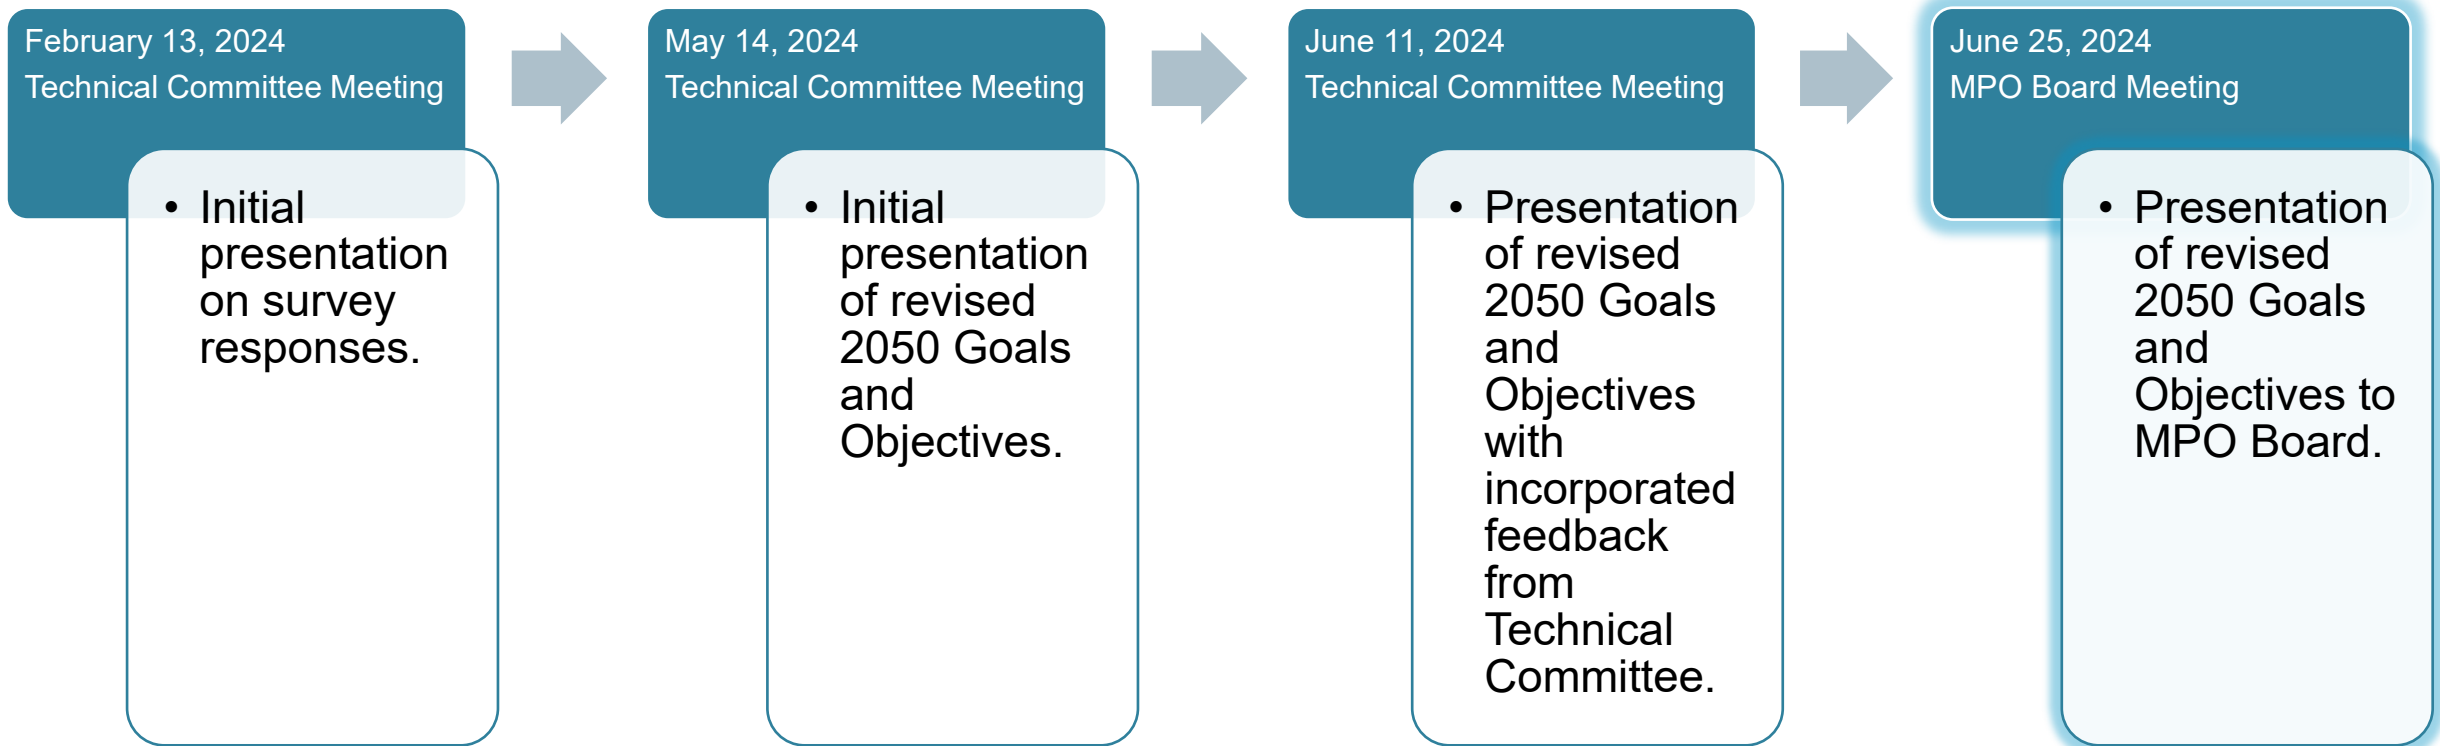 February 13, 2024
Technical Committee Meeting
• Initial
presentation
on survey
responses.
May 14, 2024
Technical Committee Meeting
• Initial
presentation
of revised
2050 Goals
and
Objectives.
June 11, 2024
Technical Committee Meeting
• Presentation
of revised
2050 Goals
and
Objectives
with
incorporated
feedback
from
Technical
Committee.
June 25, 2024
MPO Board Meeting
• Presentation
of revised
2050 Goals
and
Objectives to
MPO Board.